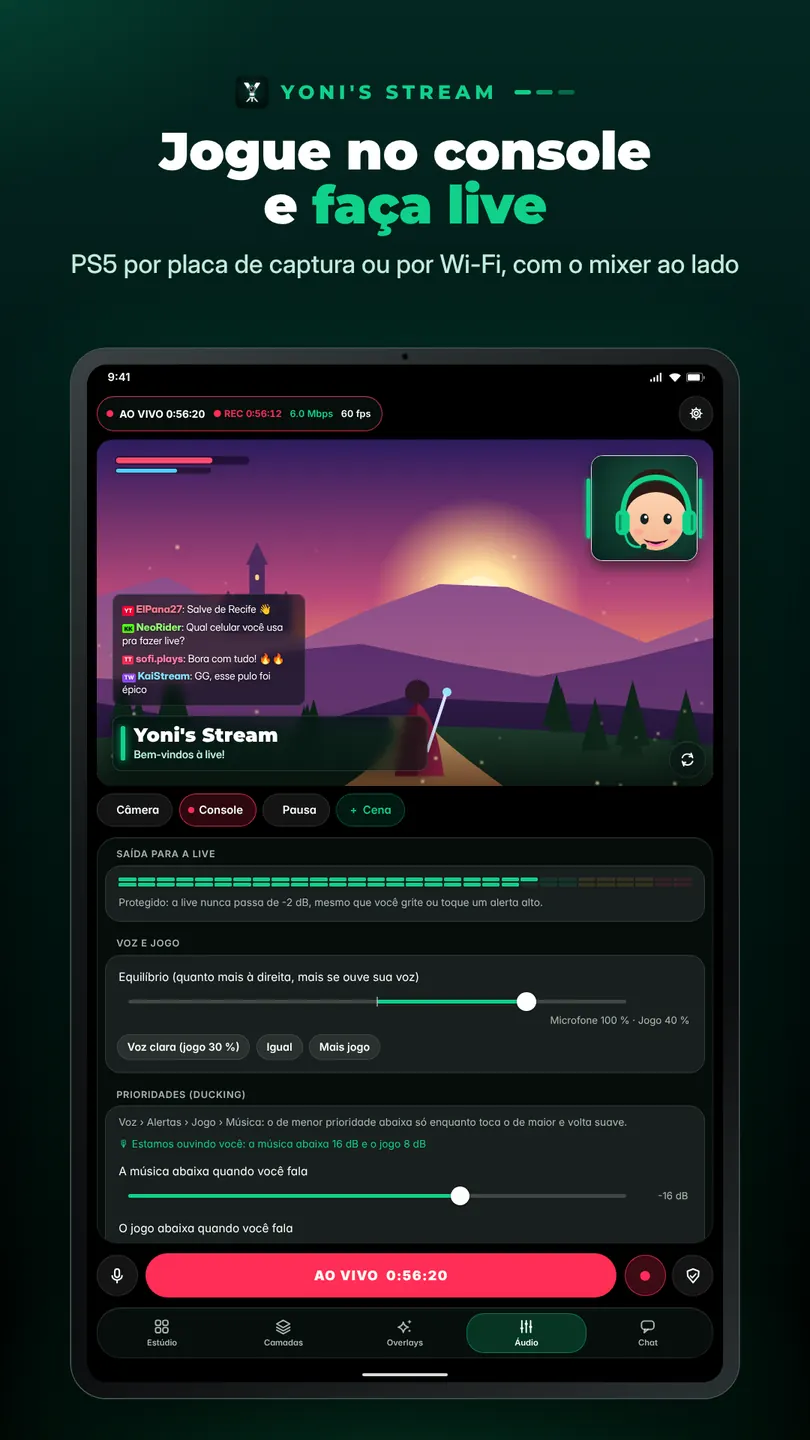 YONI'S STREAM
Jogue no console
e faça live
PS5 por placa de captura ou por Wi-Fi, com o mixer ao lado
9:41
AO VIVO 0:56:20 REC 0:56:12 6.0 Mbps 60 fps
YT ElPana27: Salve de Recife 👋
KK NeoRider: Qual celular você usa
pra fazer live?
TT sofi.plays: Bora com tudo! 🔥🔥
TW KaiStream: GG, esse pulo foi
épico
Yoni's Stream
Bem-vindos à live!
Câmera Console Pausa + Cena
SAÍDA PARA A LIVE
Protegido: a live nunca passa de -2 dB, mesmo que você grite ou toque um alerta alto.
VOZ E JOGO
Equilíbrio (quanto mais à direita, mais se ouve sua voz)
Microfone 100 % · Jogo 40 %
Voz clara (jogo 30 %) Igual Mais jogo
PRIORIDADES (DUCKING)
Voz › Alertas › Jogo › Música: o de menor prioridade abaixa só enquanto toca o de maior e volta suave.
🎙 Estamos ouvindo você: a música abaixa 16 dB e o jogo 8 dB
A música abaixa quando você fala
-16 dB
O jogo abaixa quando você fala
AO VIVO 0:56:20
Estúdio Camadas Overlays Áudio Chat